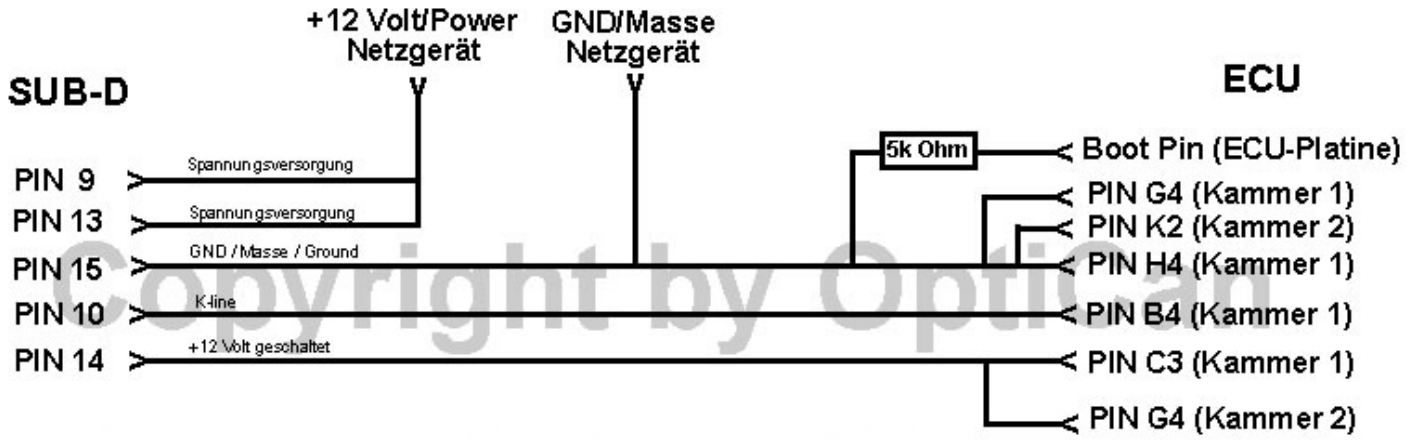 +12 Volt/Power
Netzgerät
GND/Masse
Netzgerät
SUB-D
ECU
5k Ohm
Boot Pin (ECU-Platine)
PIN 9
Spannungsversorgung
PIN G4 (Kammer 1)
PIN 13
Spannungsversorgung
PIN K2 (Kammer 2)
PIN 15
GND / Masse / Ground
PIN H4 (Kammer 1)
Copyright by OptiCan
PIN 10
K-line
PIN B4 (Kammer 1)
PIN 14
+12 Volt geschaltet
PIN C3 (Kammer 1)
PIN G4 (Kammer 2)